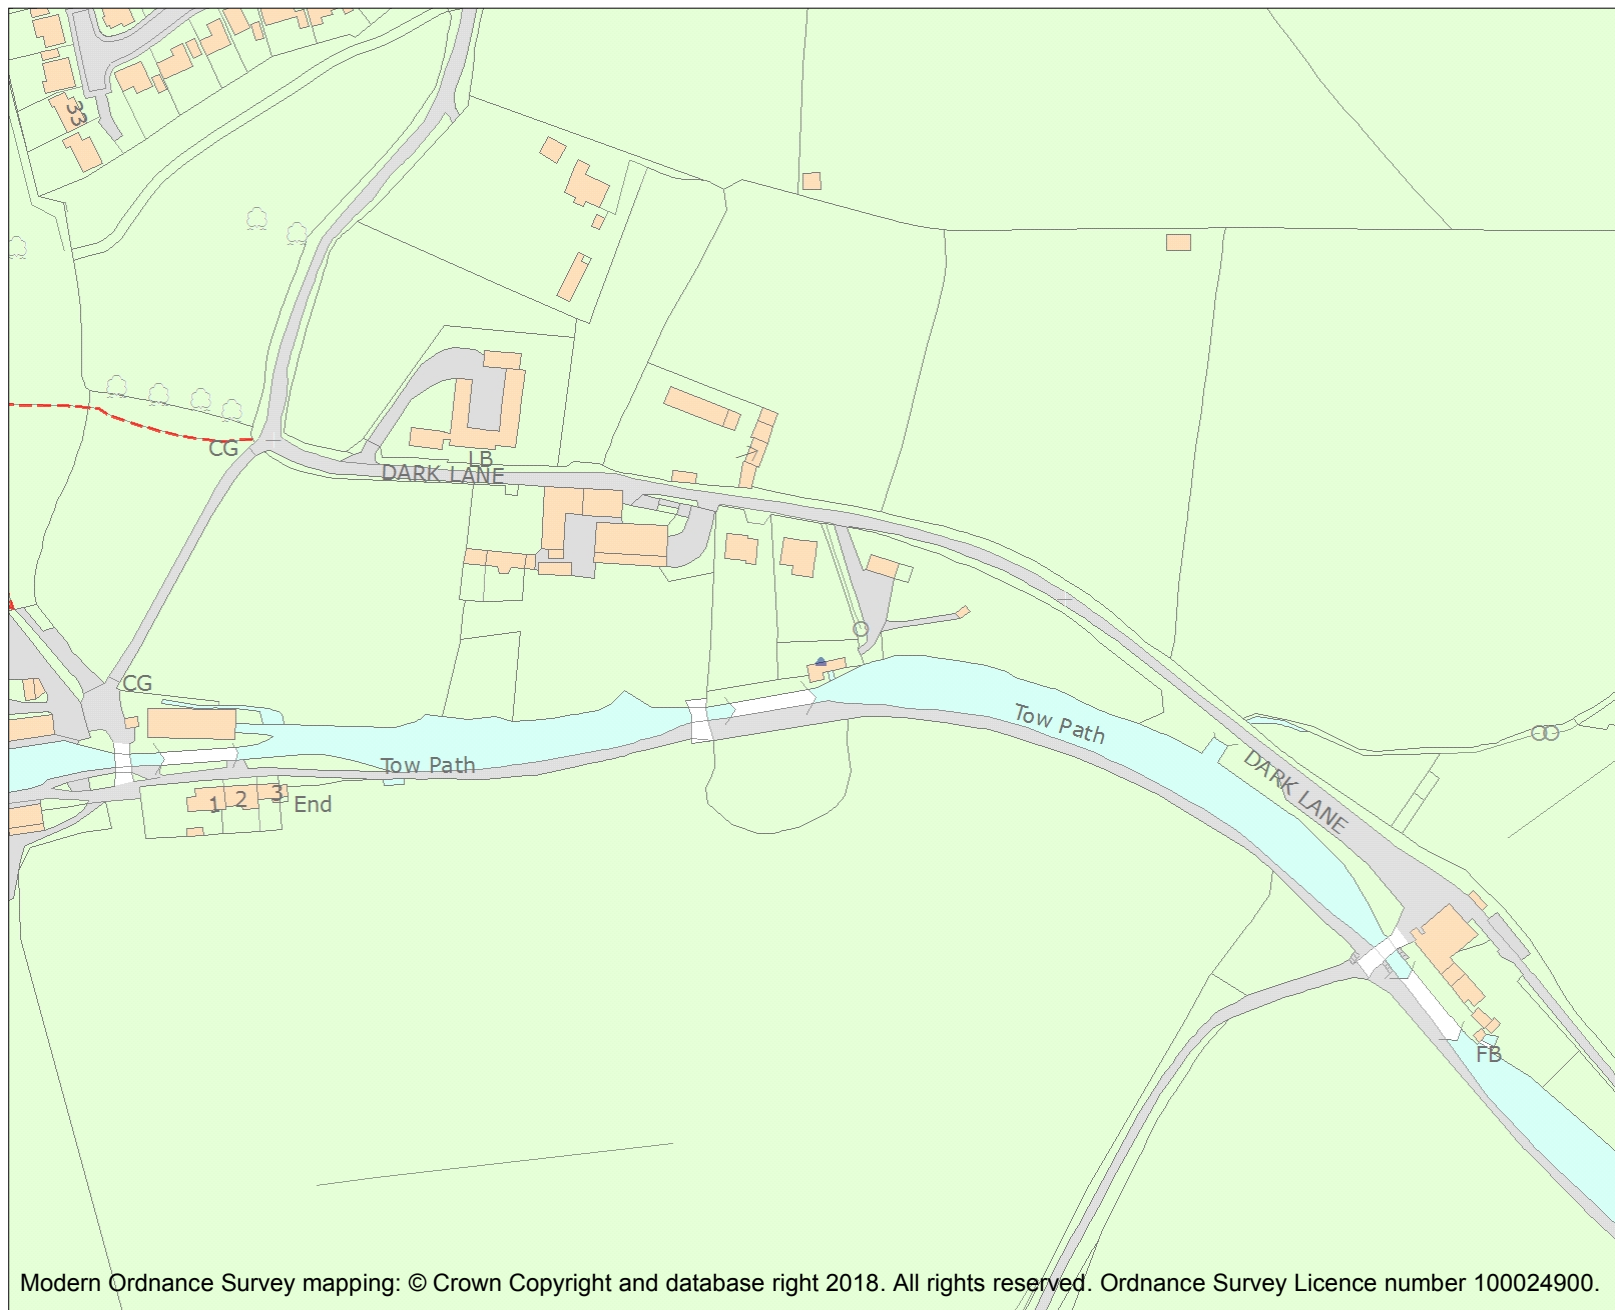 33
CG
LB
DARK LANE
CG
Tow Path
Tow Path
DARK LANE
1 2 3 End
FB
Modern Ordnance Survey mapping: © Crown Copyright and database right 2018. All rights reserved. Ordnance Survey Licence number 100024900.